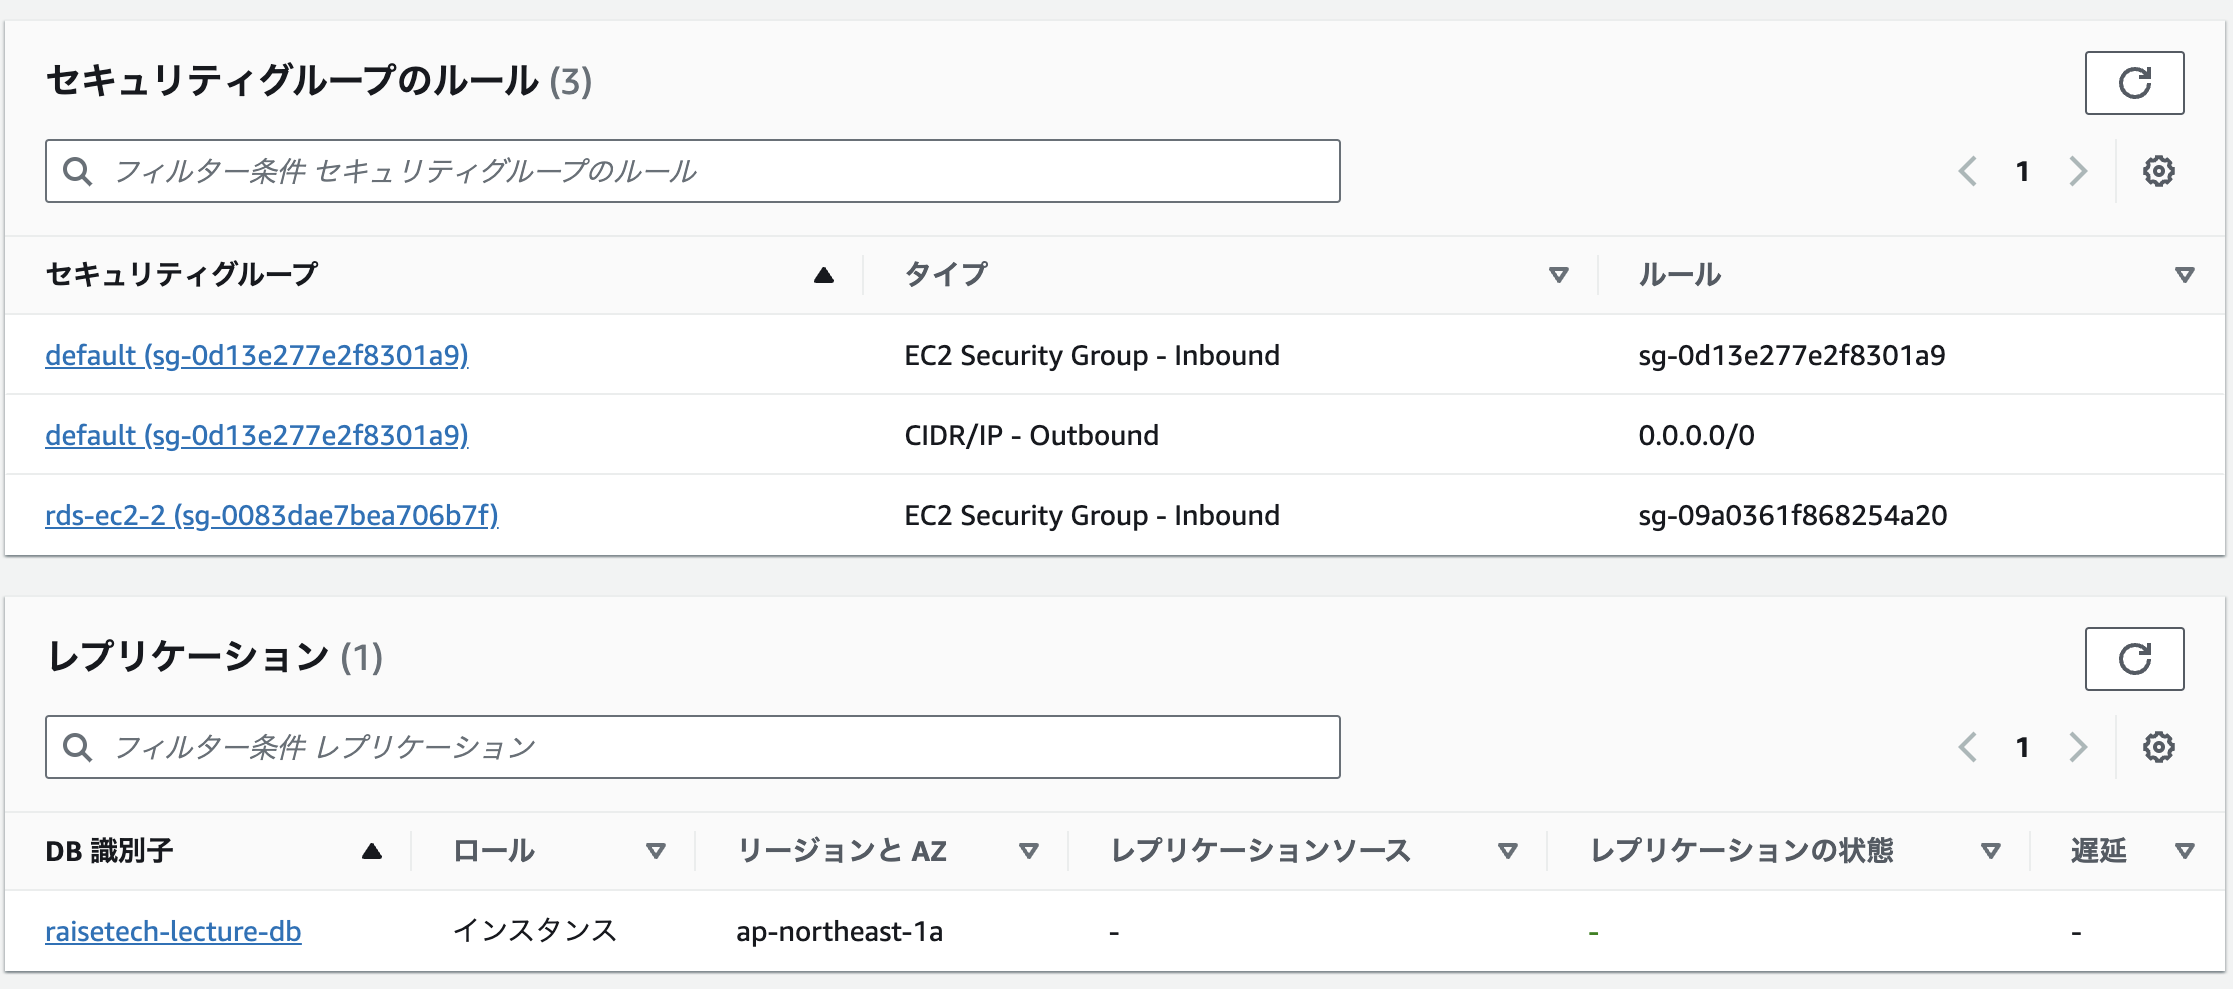 セキュリティグループのルール (3)
フィルター条件 セキュリティグループのルール
1
セキュリティグループ タイプ ルール
default (sg-0d13e277e2f8301a9) EC2 Security Group - Inbound sg-0d13e277e2f8301a9
default (sg-0d13e277e2f8301a9) CIDR/IP - Outbound 0.0.0.0/0
rds-ec2-2 (sg-0083dae7bea706b7f) EC2 Security Group - Inbound sg-09a0361f868254a20
レプリケーション (1)
フィルター条件 レプリケーション
1
DB 識別子 ロール リージョンと AZ レプリケーションソース レプリケーションの状態 遅延
raisetech-lecture-db インスタンス ap-northeast-1a - - -